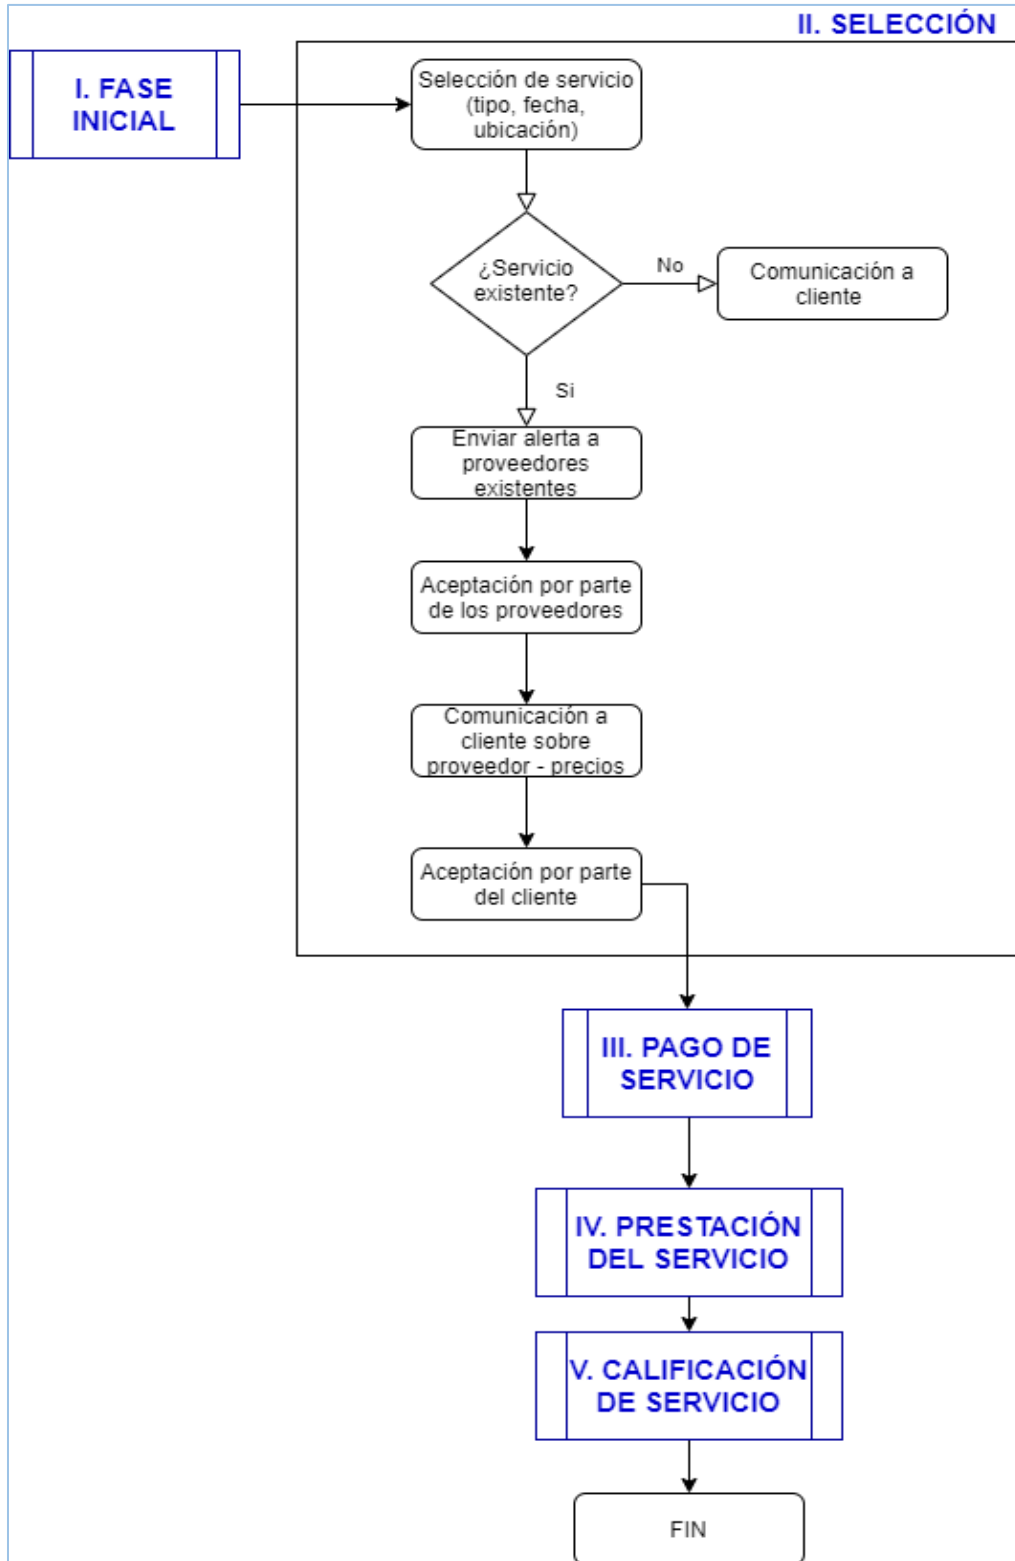 II. SELECCIÓN
I. FASE
INICIAL
Selección de servicio
(tipo, fecha,
ubicación)
¿Servicio
existente?
No
Comunicación a
cliente
Si
Enviar alerta a
proveedores
existentes
Aceptación por parte
de los proveedores
Comunicación a
cliente sobre
proveedor - precios
Aceptación por parte
del cliente
III. PAGO DE
SERVICIO
IV. PRESTACIÓN
DEL SERVICIO
V. CALIFICACIÓN
DE SERVICIO
FIN